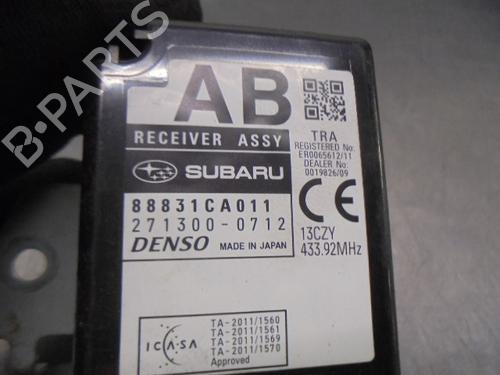 AB
RECEIVER ASSY
SUBARU
88831CA011
271300-0712
DENSO MADE IN JAPAN
TRA
REGISTERED No:
ER0065612/11
DEALER No:
0019826/09
CE
13CZY
433.92MHz
ICASA
TA-2011/1560
TA-2011/1561
TA-2011/1569
TA-2011/1570
Approved
B-PARTS